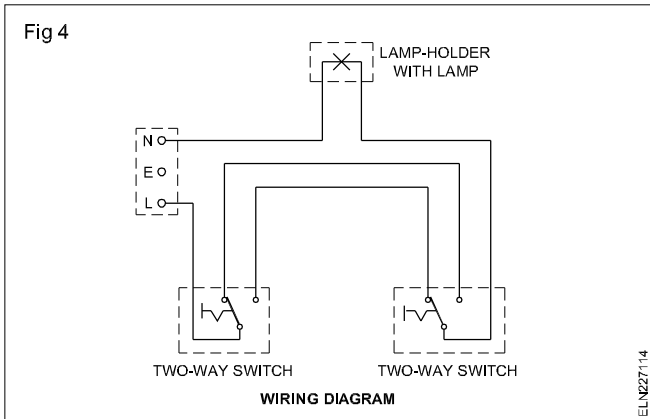 Fig 4
LAMP-HOLDER
WITH LAMP
N
E
L
TWO-WAY SWITCH
TWO-WAY SWITCH
WIRING DIAGRAM
ELN227114